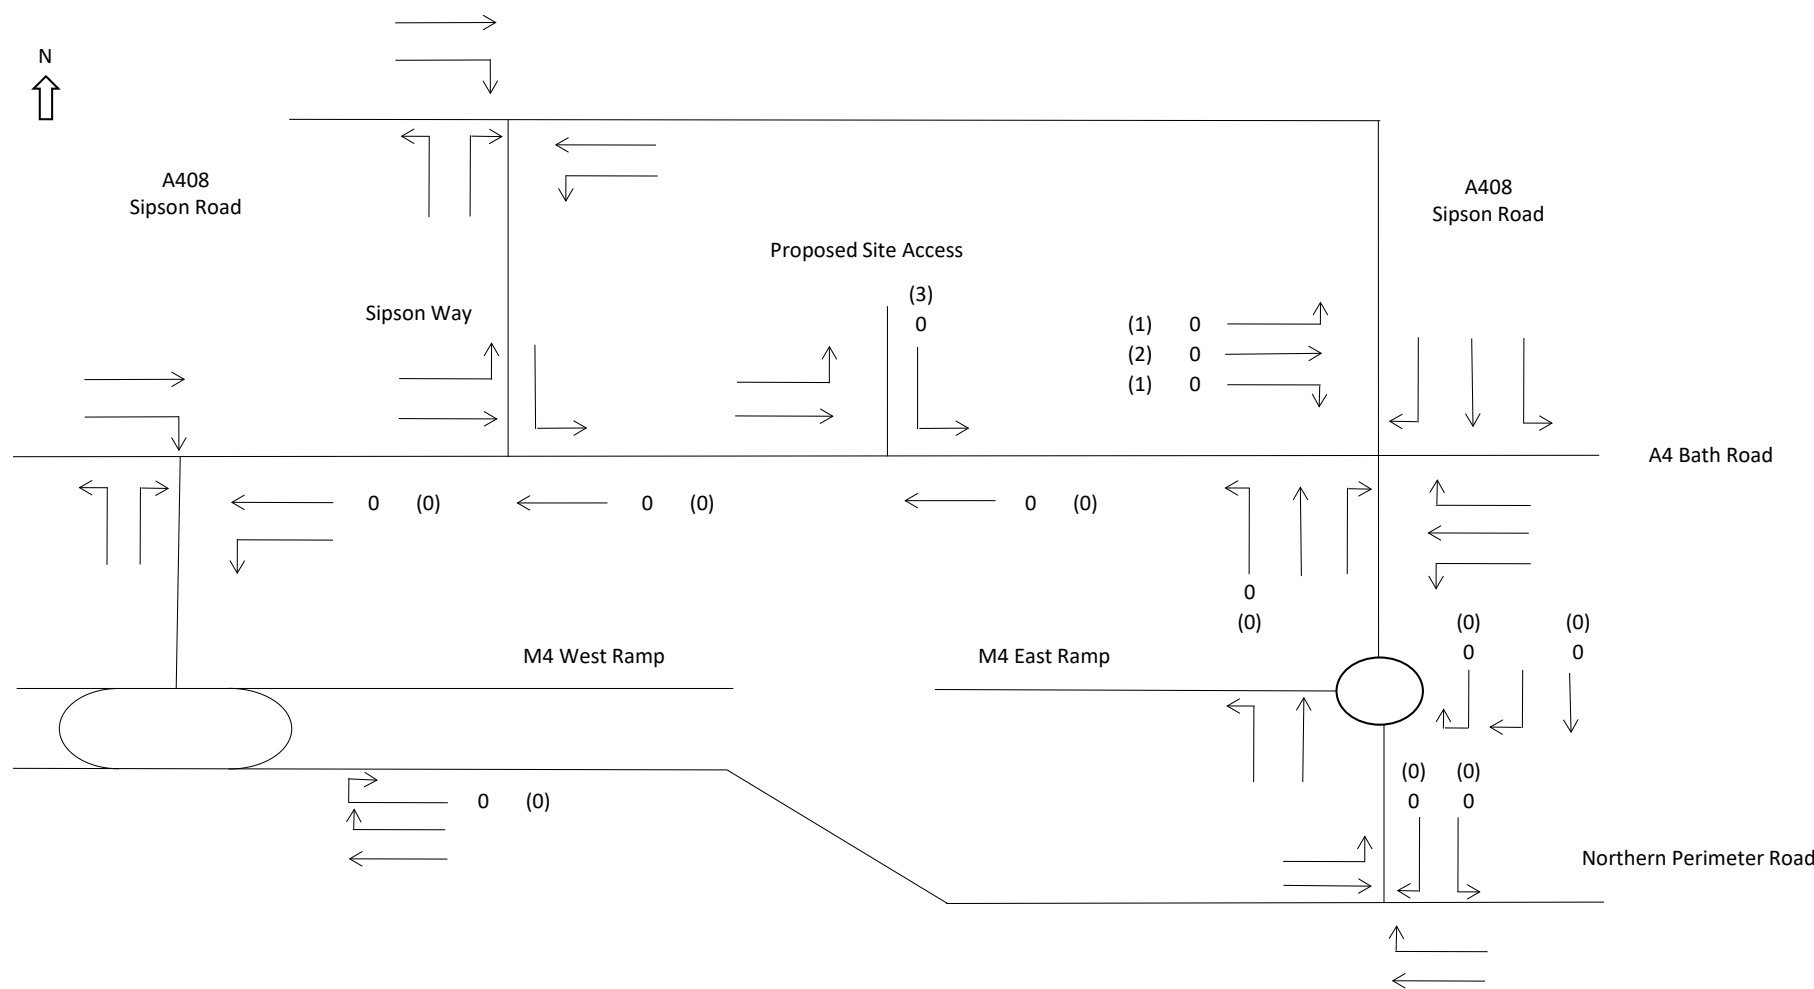 N
A408
Sipson Road
A408
Sipson Road
Proposed Site Access
(3)
0
Sipson Way
(1) 0
(2) 0
(1) 0
A4 Bath Road
0 (0)
0 (0)
0 (0)
0
(0)
(0) (0)
0 0
M4 West Ramp
M4 East Ramp
(0) (0)
0 0
0 (0)
Northern Perimeter Road